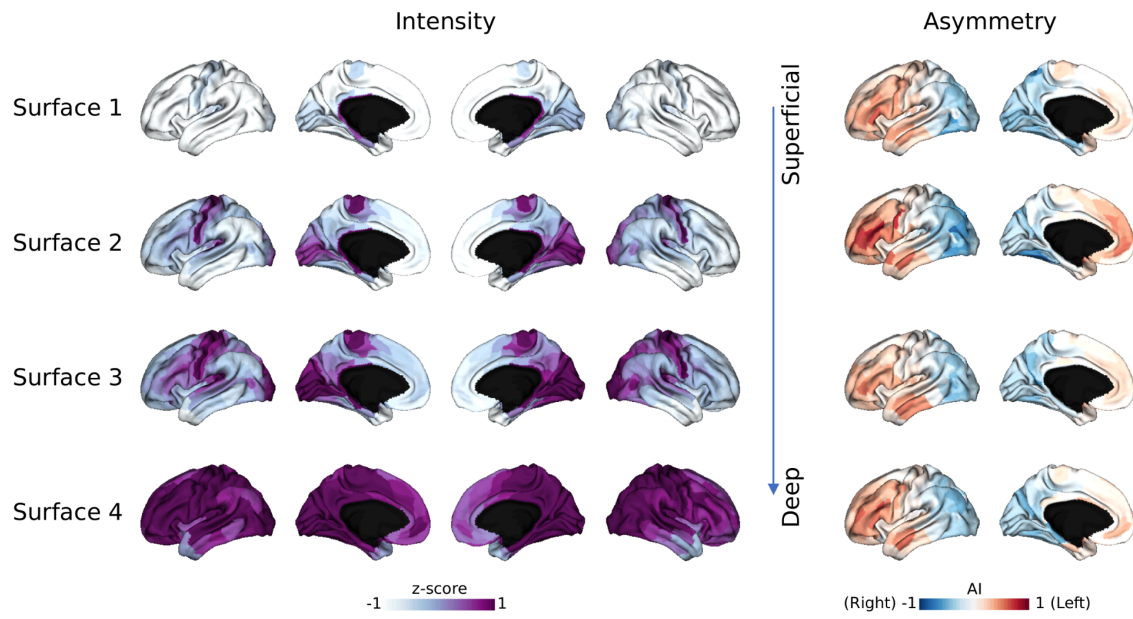 Intensity
Asymmetry
Surface 1
Surface 2
Surface 3
Surface 4
Superficial
Deep
z-score
-1 1
AI
(Right) -1 1 (Left)